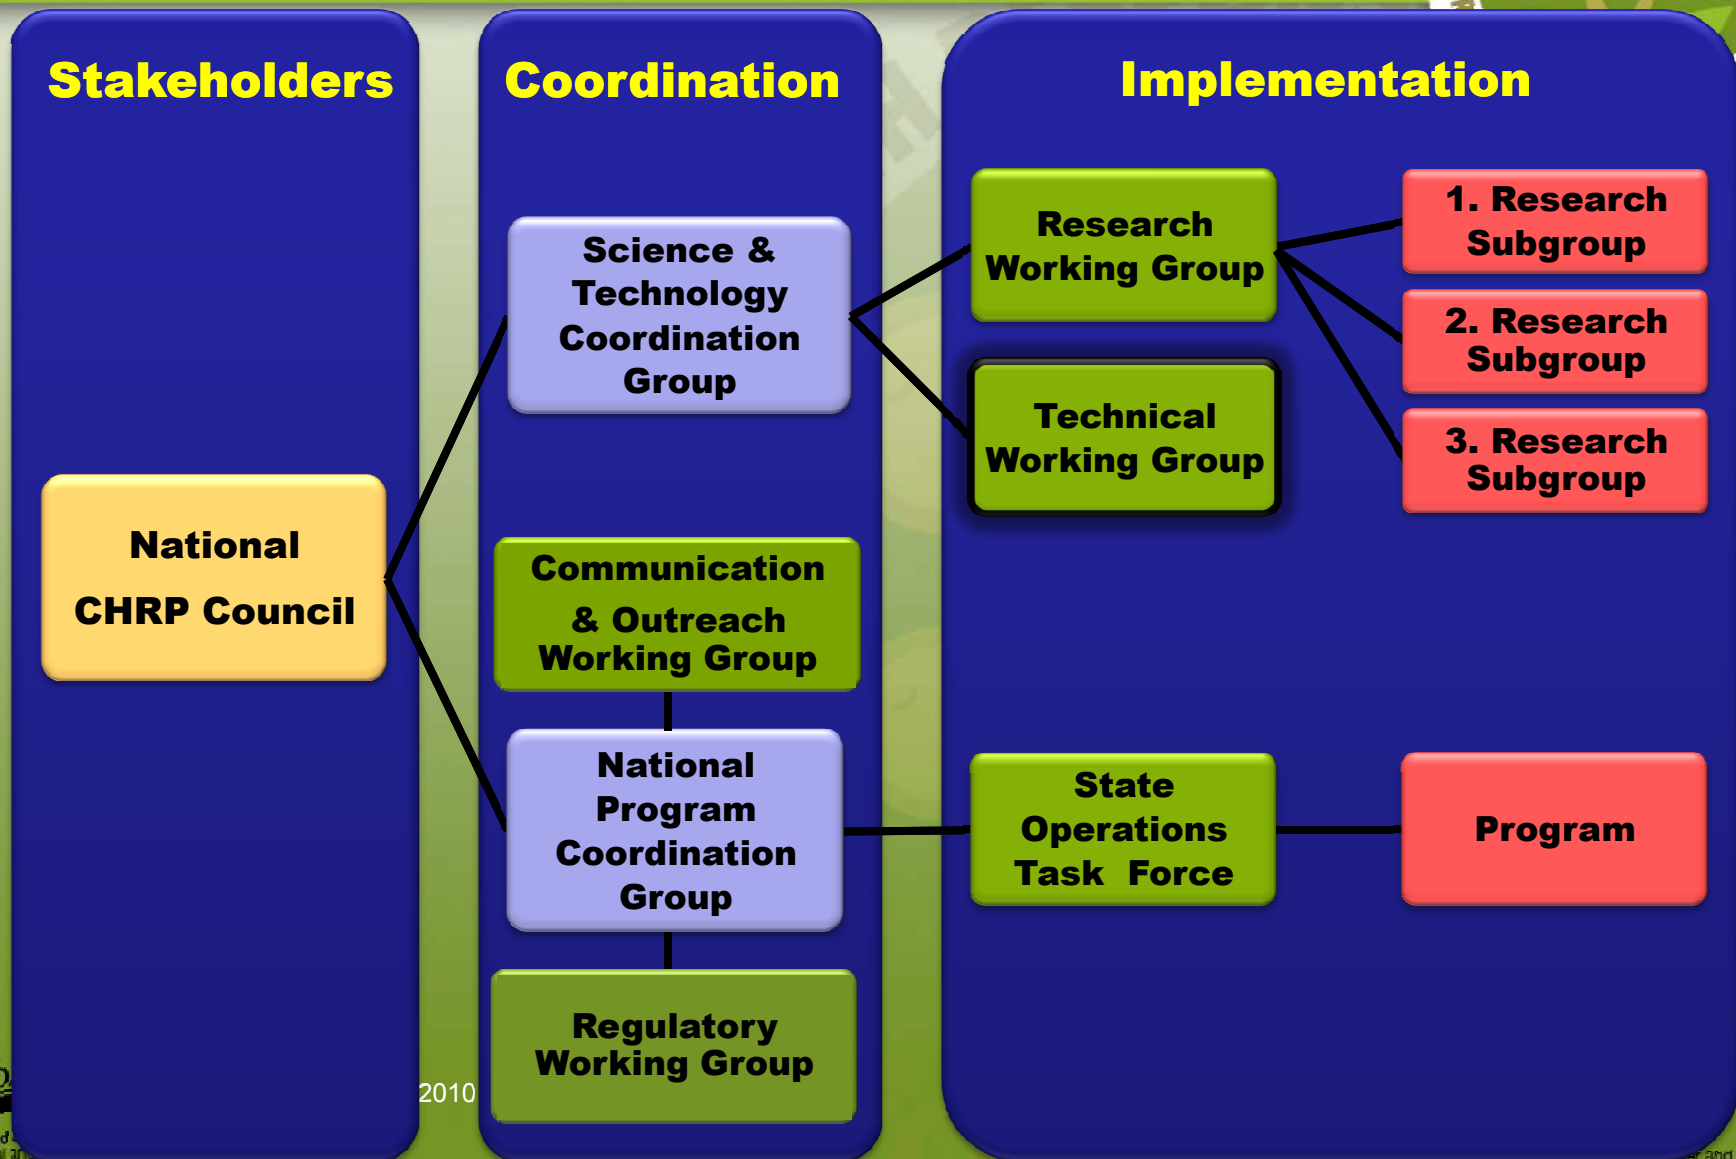 Stakeholders
Coordination
Implementation
National
CHRP Council
Science &
Technology
Coordination
Group
Communication
& Outreach
Working Group
National
Program
Coordination
Group
Regulatory
Working Group
Research
Working Group
Technical
Working Group
State
Operations
Task Force
1. Research
Subgroup
2. Research
Subgroup
3. Research
Subgroup
Program
2010